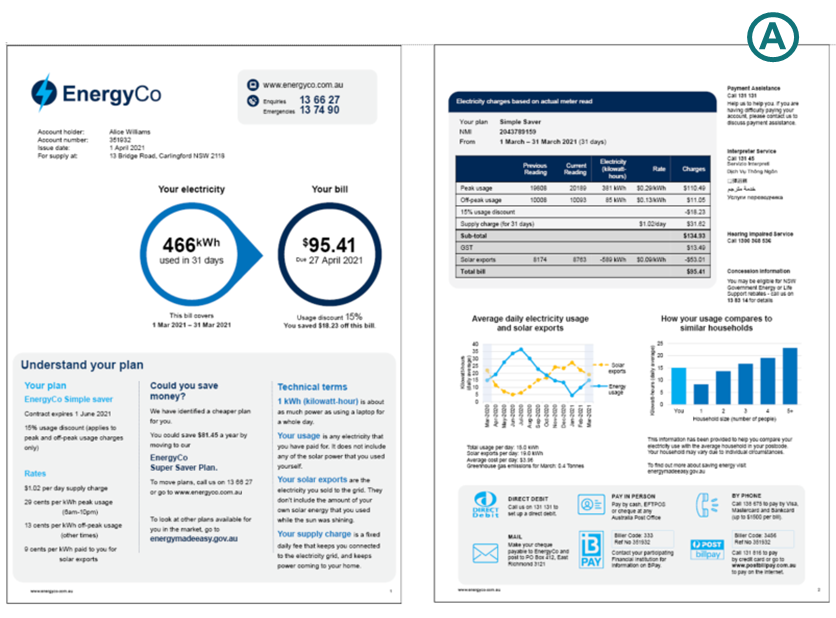 A
EnergyCo
www.energyco.com.au
Enquiries 13 66 27
Emergencies 13 74 90
Account holder: Alice Williams
Account number: 351932
Issue date: 1 April 2021
For supply at: 13 Bridge Road, Carlingford NSW 2118
Your electricity
466kWh
used in 31 days
This bill covers
1 Mar 2021 – 31 Mar 2021
Your bill
$95.41
Due 27 April 2021
Usage discount 15%
You saved $18.23 off this bill.
Understand your plan
Your plan
EnergyCo Simple saver
Contract expires 1 June 2021
15% usage discount (applies to
peak and off-peak usage charges
only)
Rates
$1.02 per day supply charge
29 cents per kWh peak usage
(6am-10pm)
13 cents per kWh off-peak usage
(other times)
9 cents per kWh paid to you for
solar exports
Could you save
money?
We have identified a cheaper plan
for you.
You could save $81.45 a year by
moving to our
EnergyCo
Super Saver Plan.
To move plans, call us on 13 66 27
or go to www.energyco.com.au
To look at other plans available for
you in the market, go to
energymadeeasy.gov.au
Technical terms
1 kWh (kilowatt-hour) is about
as much power as using a laptop for
a whole day.
Your usage is any electricity that
you have paid for. It does not include
any of the solar power that you used
yourself.
Your solar exports are the
electricity you sold to the grid. They
don't include the amount of your
own solar energy that you used
while the sun was shining.
Your supply charge is a fixed
daily fee that keeps you connected
to the electricity grid, and keeps
power coming to your home.
www.energyco.com.au 1
Electricity charges based on actual meter read
Your plan Simple Saver
NMI 2043789159
From 1 March – 31 March 2021 (31 days)
Previous Reading Current Reading Electricity (kilowatt-hours) Rate Charges
Peak usage 19808 20189 381 kWh $0.29/kWh $110.49
Off-peak usage 10008 10093 85 kWh $0.13/kWh $11.05
15% usage discount -$18.23
Supply charge (for 31 days) $1.02/day $31.62
Sub-total $134.93
GST $13.49
Solar exports 8174 8763 -589 kWh $0.09/kWh -$53.01
Total bill $95.41
Payment Assistance
Call 131 131
Help us to help you. If you are
having difficulty paying your
account, please contact us to
discuss payment assistance.
Interpreter Service
Call 131 45
Servizio Interpreti
Dịch Vụ Thông Ngôn
خدمة مترجم
Услуги переводчика
Hearing Impaired Service
Call 1300 368 536
Concession Information
You may be eligible for NSW
Government Energy or Life
Support rebates - call us on
13 83 14 for details
Average daily electricity usage
and solar exports
Kilowatt-hours (daily average)
40
35
30
25
20
15
10
5
0
Mar-2020 Apr-2020 May-2020 Jun-2020 Jul-2020 Aug-2020 Sep-2020 Oct-2020 Nov-2020 Dec-2020 Jan-2021 Feb-2021 Mar-2021
Solar exports
Energy usage
Total usage per day: 15.0 kWh
Solar exports per day: 19.0 kWh
Average cost per day: $3.06
Greenhouse gas emissions for March: 0.4 Tonnes
How your usage compares to
similar households
Kilowatt-hours (daily average)
25
20
15
10
5
0
You 1 2 3 4 5+
Household size (number of people)
This information has been provided to help you compare your
electricity use with the average household in your postcode.
Your household may vary due to individual circumstances.
To find out more about saving energy visit
energymadeeasy.gov.au
DIRECT Debit
DIRECT DEBIT
Call us on 131 131 to
set up a direct debit.
PAY IN PERSON
Pay by cash, EFTPOS
or cheque at any
Australia Post Office
BY PHONE
Call 135 675 to pay by VISA,
Mastercard and Bankcard
(up to $1500 per bill).
MAIL
Make your cheque
payable to EnergyCo and
post to PO Box 412, East
Richmond 3121
B
PAY
Biller Code: 333
Ref No 351932
Contact your participating
Financial institution for
information on BPay.
POST
billpay
Biller Code: 3456
Ref No 351932
Call 131 816 to pay
by credit card or go to
www.postbillpay.com.au
to pay on the internet.
www.energyco.com.au 2